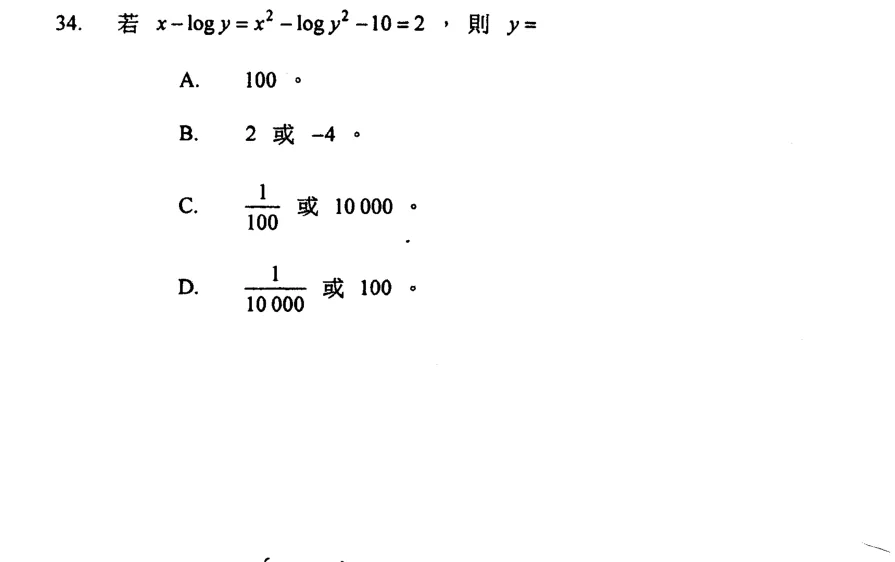 34. 若 x − log y = x² − log y² − 10 = 2 ，則 y =
A. 100 。
B. 2 或 −4 。
C. 1/100 或 10 000 。
D. 1/10 000 或 100 。